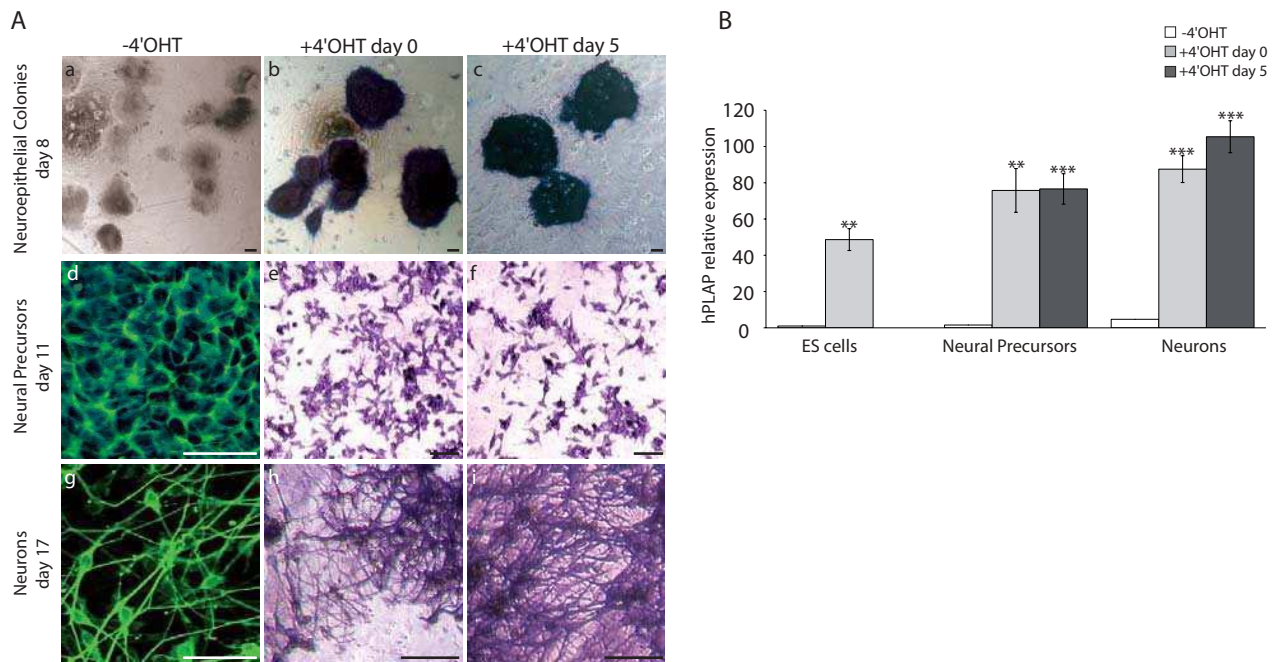 A
-4'OHT
+4'OHT day 0
+4'OHT day 5
Neuroepithelial Colonies
day 8
a
b
c
Neural Precursors
day 11
d
e
f
Neurons
day 17
g
h
i
B
-4'OHT
+4'OHT day 0
+4'OHT day 5
hPLAP relative expression
120
100
80
60
40
20
0
**
**
***
***
***
ES cells
Neural Precursors
Neurons